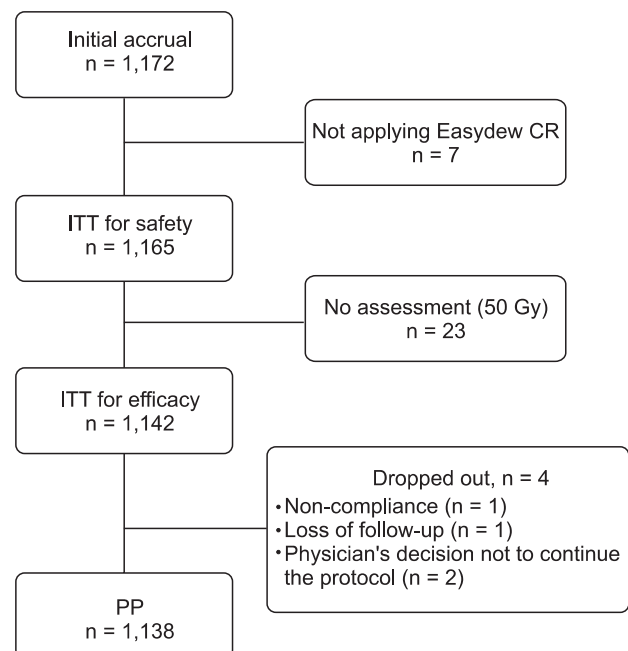 Initial accrual
n = 1,172
Not applying Easydew CR
n = 7
ITT for safety
n = 1,165
No assessment (50 Gy)
n = 23
ITT for efficacy
n = 1,142
Dropped out, n = 4
•Non-compliance (n = 1)
•Loss of follow-up (n = 1)
•Physician's decision not to continue
the protocol (n = 2)
PP
n = 1,138